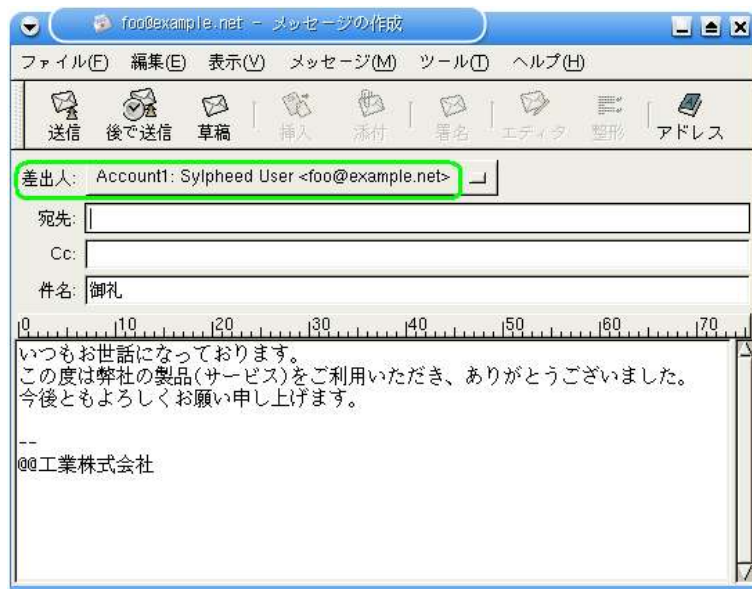 foo@example.net - メッセージの作成
ファイル(F) 編集(E) 表示(V) メッセージ(M) ツール(T) ヘルプ(H)
送信 後で送信 草稿 挿入 添付 署名 エディタ 整形 アドレス
差出人: Account1: Sylpheed User <foo@example.net>
宛先:
Cc:
件名: 御礼
0 10 20 30 40 50 60 70
いつもお世話になっております。
この度は弊社の製品(サービス)をご利用いただき、ありがとうございました。
今後ともよろしくお願い申し上げます。
--
@@工業株式会社